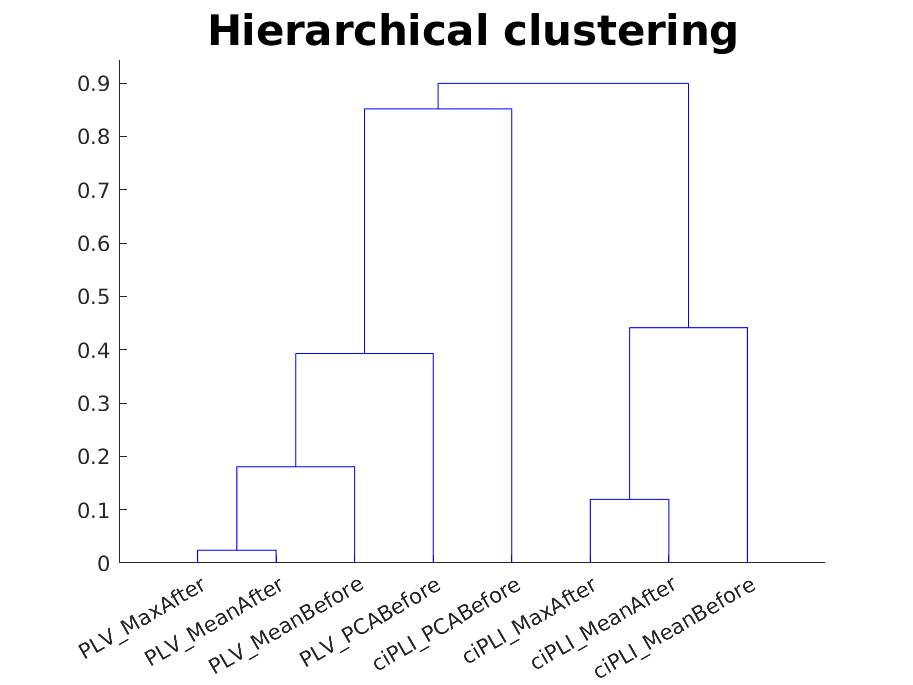 Hierarchical clustering
0.9
0.8
0.7
0.6
0.5
0.4
0.3
0.2
0.1
0
PLV_MaxAfter
PLV_MeanAfter
PLV_MeanBefore
PLV_PCABefore
ciPLI_PCABefore
ciPLI_MaxAfter
ciPLI_MeanAfter
ciPLI_MeanBefore